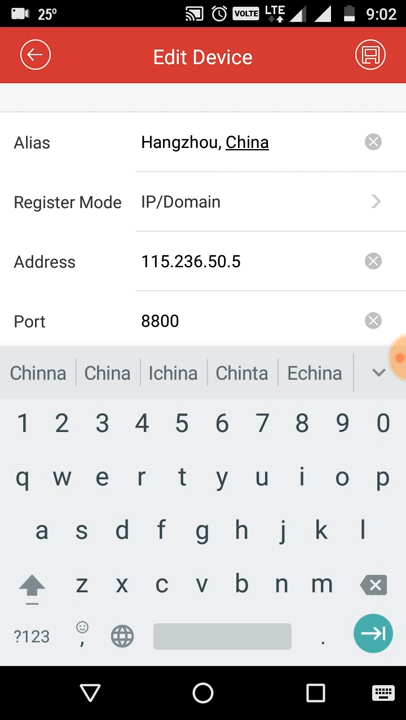 25° VOLTE LTE 9:02
Edit Device
Alias Hangzhou, China
Register Mode IP/Domain
Address 115.236.50.5
Port 8800
Chinna China Ichina Chinta Echina
1 2 3 4 5 6 7 8 9 0
q w e r t y u i o p
a s d f g h j k l
z x c v b n m
?123 , .